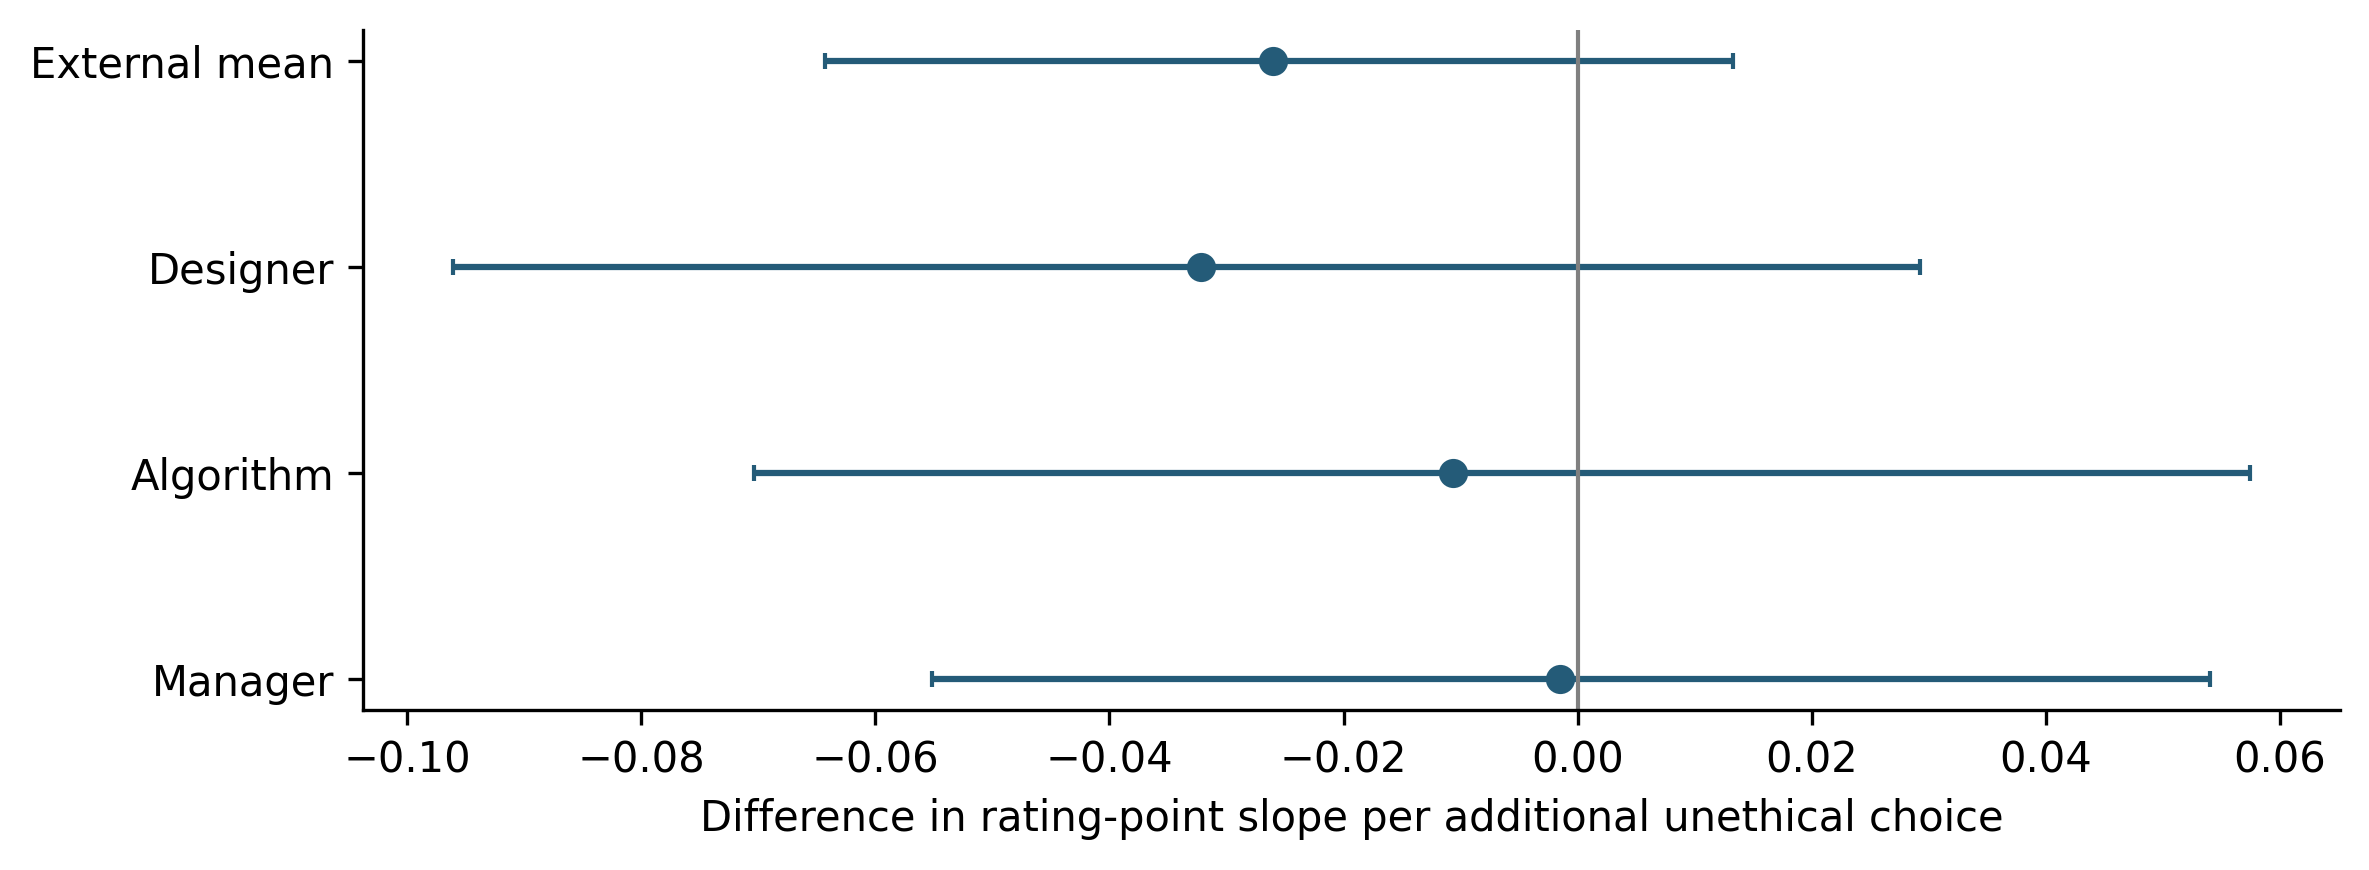 External mean
Designer
Algorithm
Manager
−0.10 −0.08 −0.06 −0.04 −0.02 0.00 0.02 0.04 0.06
Difference in rating-point slope per additional unethical choice